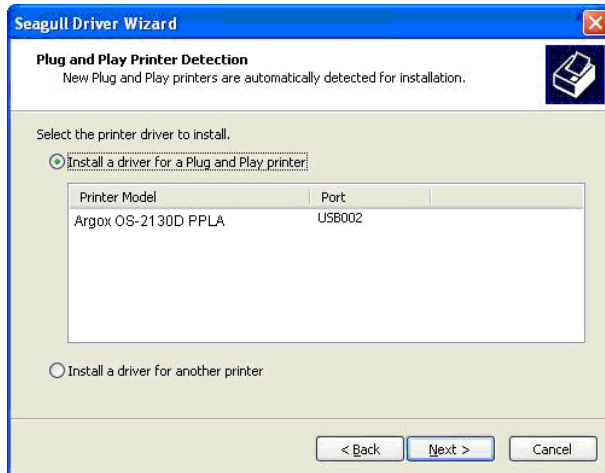 Seagull Driver Wizard
Plug and Play Printer Detection
New Plug and Play printers are automatically detected for installation.
Select the printer driver to install.
Install a driver for a Plug and Play printer
Printer Model Port
Argox OS-2130D PPLA USB002
Install a driver for another printer
< Back Next > Cancel